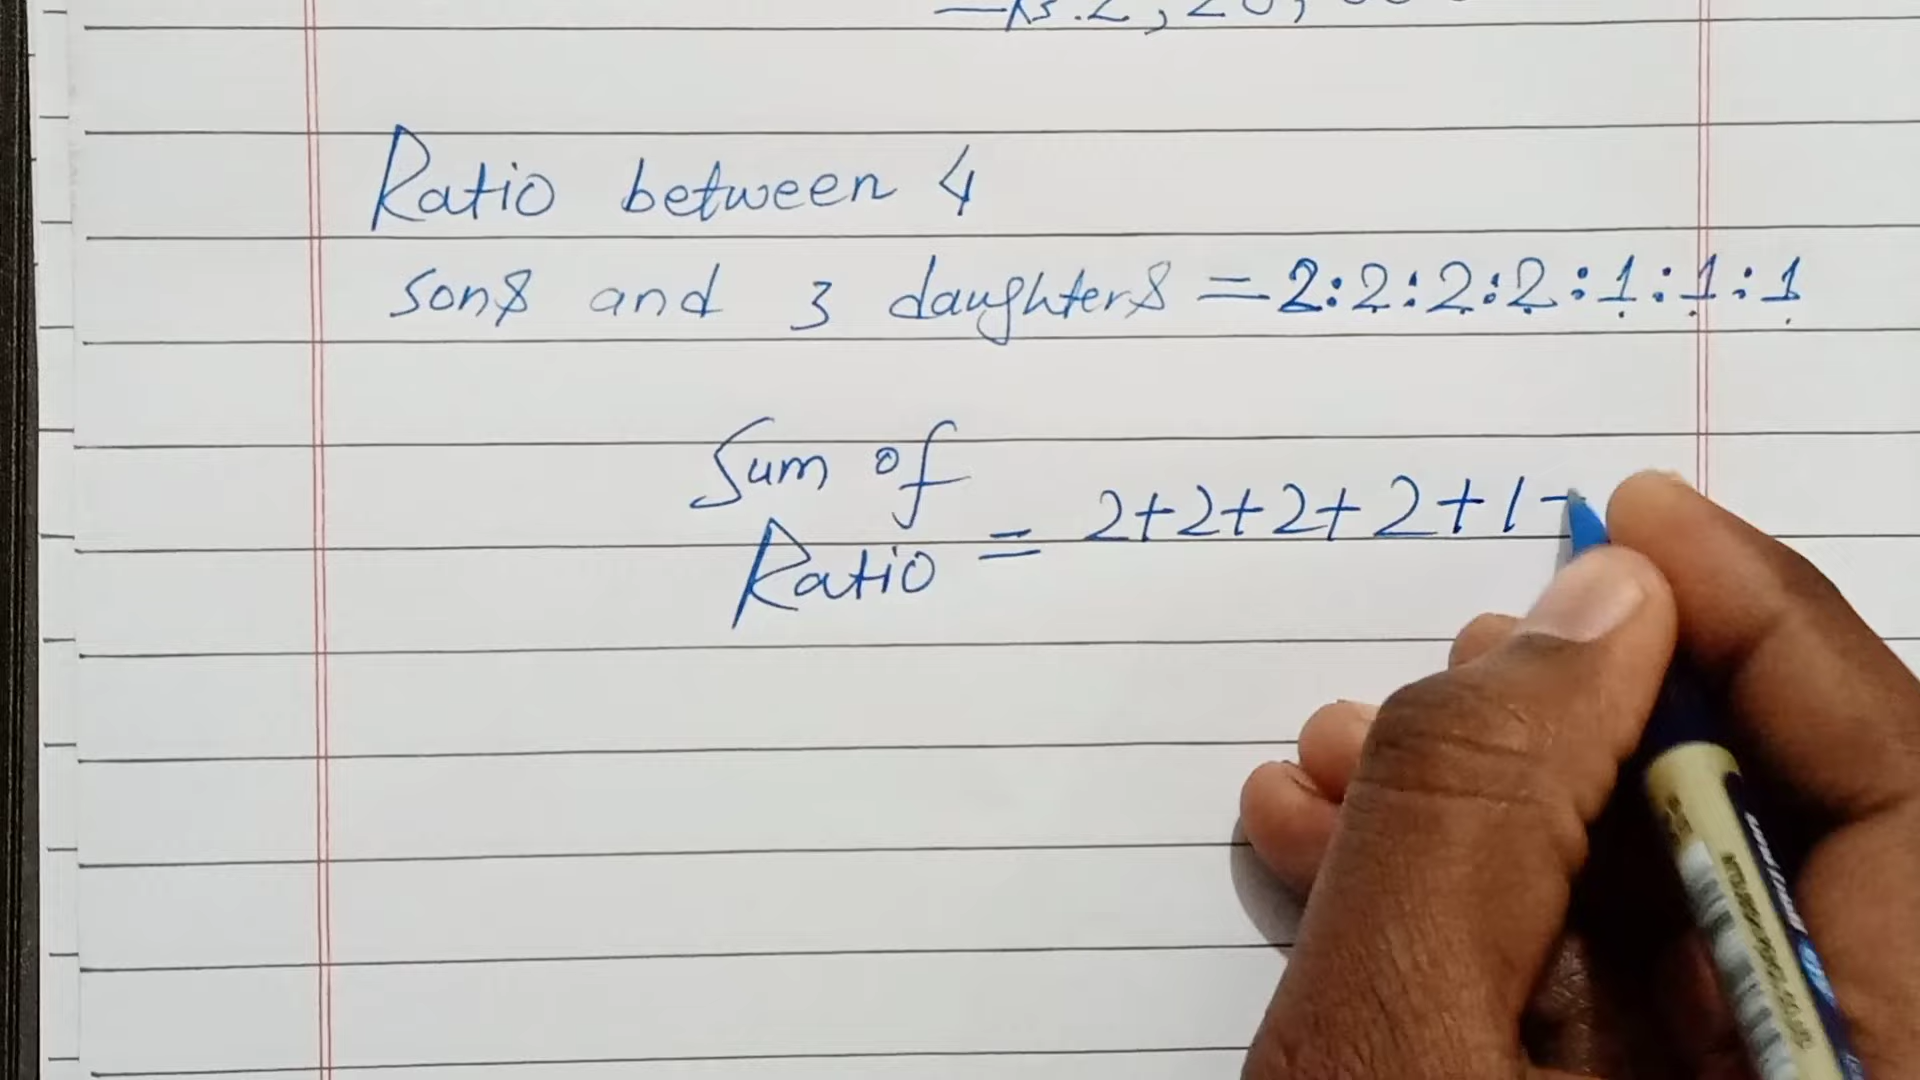 Ratio between 4
sons and 3 daughters = 2:2:2:2:1:1:1
Sum of
Ratio = 2+2+2+2+1+